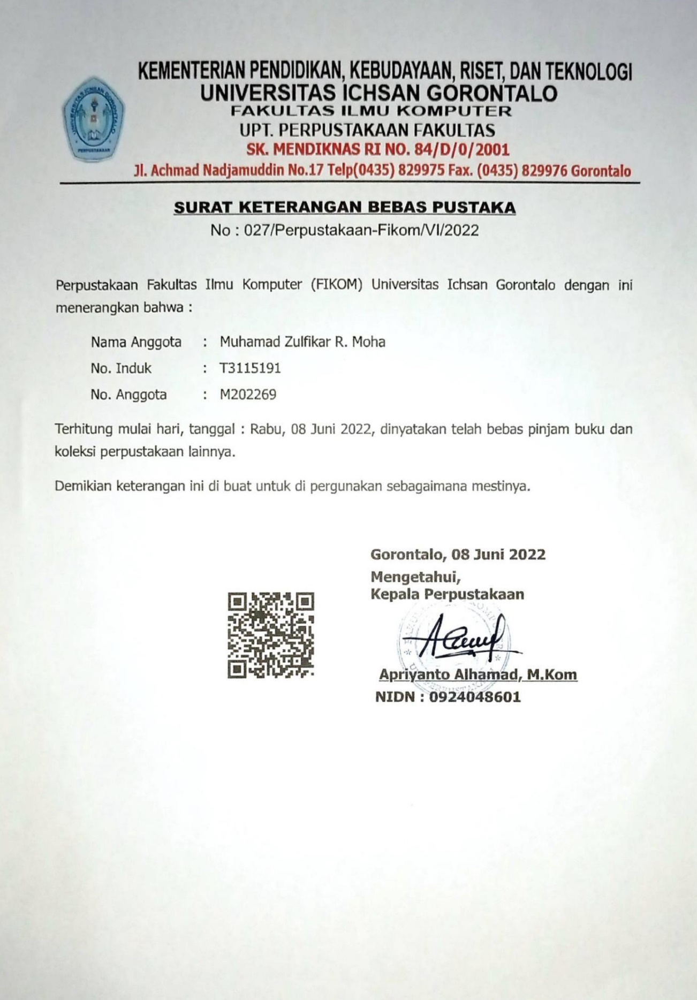 KEMENTERIAN PENDIDIKAN, KEBUDAYAAN, RISET, DAN TEKNOLOGI
UNIVERSITAS ICHSAN GORONTALO
FAKULTAS ILMU KOMPUTER
UPT. PERPUSTAKAAN FAKULTAS
SK. MENDIKNAS RI NO. 84/D/0/2001
Jl. Achmad Nadjamuddin No.17 Telp(0435) 829975 Fax. (0435) 829976 Gorontalo
UNIVERSITAS ICHSAN GORONTALO
PERPUSTAKAAN
SURAT KETERANGAN BEBAS PUSTAKA
No : 027/Perpustakaan-Fikom/VI/2022
Perpustakaan Fakultas Ilmu Komputer (FIKOM) Universitas Ichsan Gorontalo dengan ini
menerangkan bahwa :
Nama Anggota : Muhamad Zulfikar R. Moha
No. Induk : T3115191
No. Anggota : M202269
Terhitung mulai hari, tanggal : Rabu, 08 Juni 2022, dinyatakan telah bebas pinjam buku dan
koleksi perpustakaan lainnya.
Demikian keterangan ini di buat untuk di pergunakan sebagaimana mestinya.
Gorontalo, 08 Juni 2022
Mengetahui,
Kepala Perpustakaan
Apriyanto Alhamad, M.Kom
NIDN : 0924048601